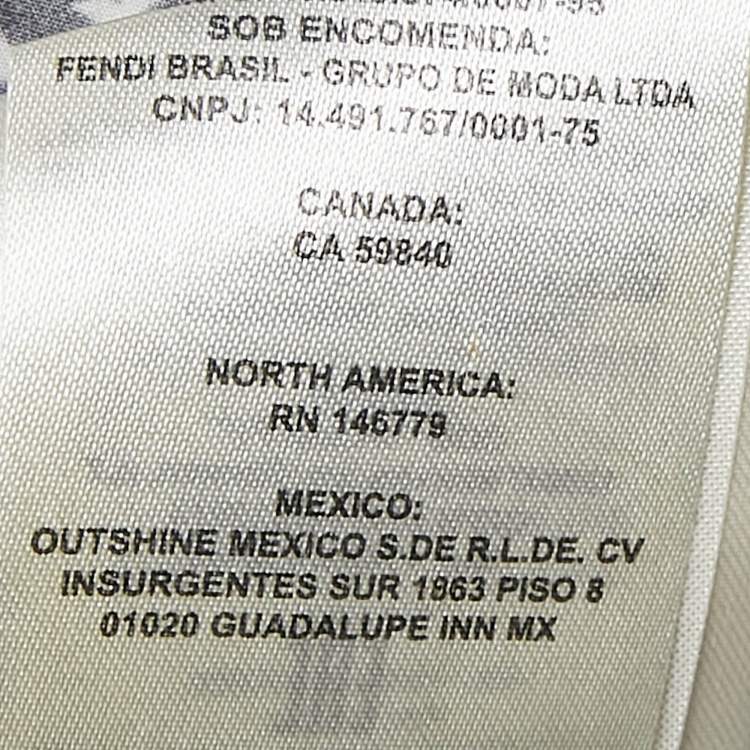 SOB ENCOMENDA:
FENDI BRASIL - GRUPO DE MODA LTDA
CNPJ: 14.491.767/0001-75
CANADA:
CA 59840
NORTH AMERICA:
RN 146779
MEXICO:
OUTSHINE MEXICO S.DE R.L.DE. CV
INSURGENTES SUR 1863 PISO 8
01020 GUADALUPE INN MX